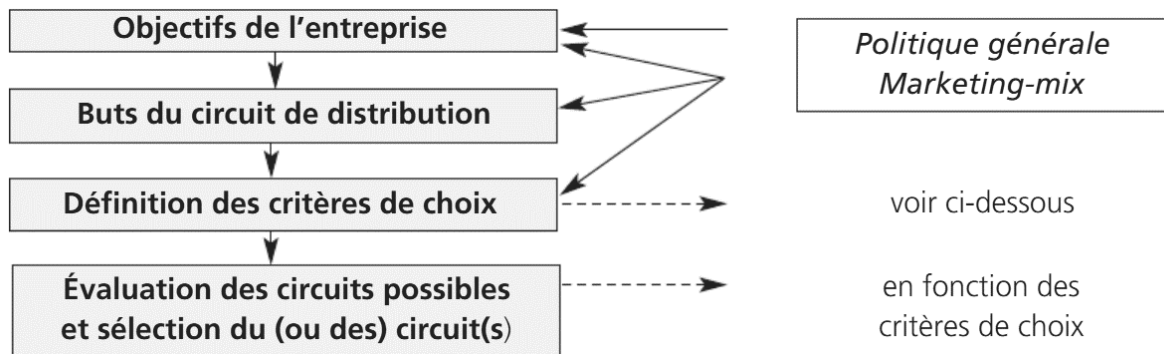 Objectifs de l'entreprise
Politique générale
Marketing-mix
Buts du circuit de distribution
Définition des critères de choix
voir ci-dessous
Évaluation des circuits possibles
et sélection du (ou des) circuit(s)
en fonction des
critères de choix